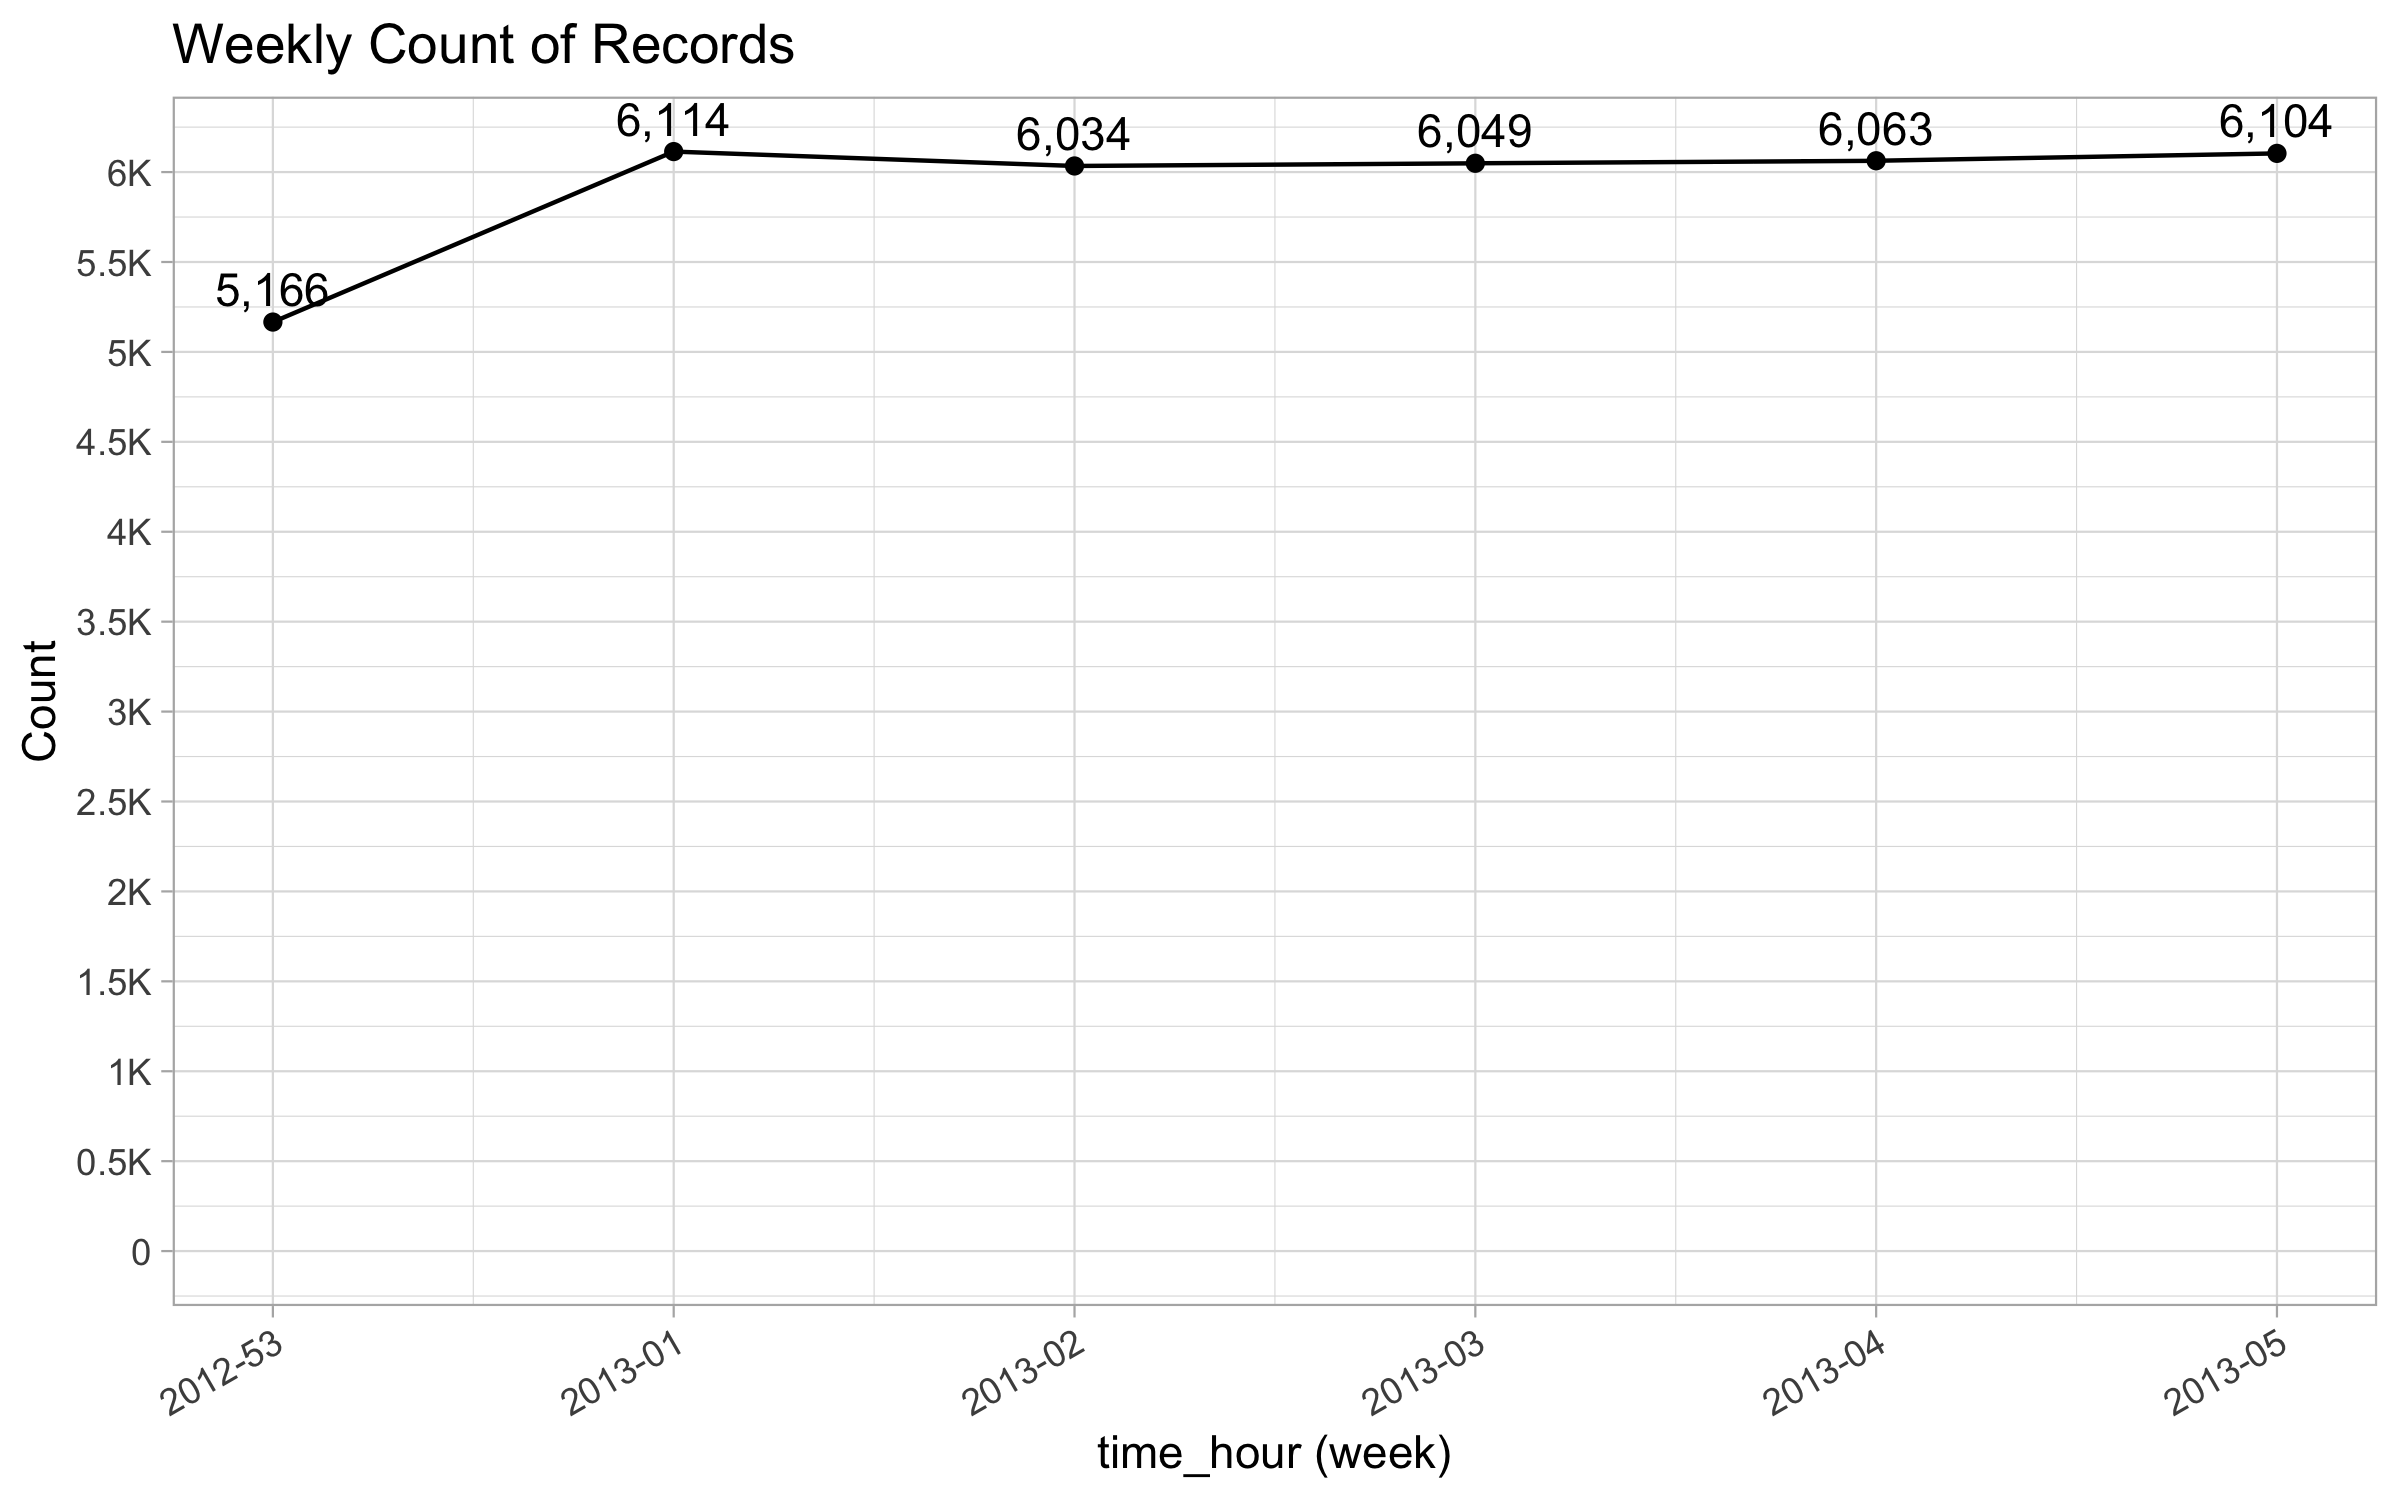 Weekly Count of Records
6,114
6,034
6,049
6,063
6,104
5,166
6K
5.5K
5K
4.5K
4K
3.5K
3K
2.5K
2K
1.5K
1K
0.5K
0
Count
2012-53
2013-01
2013-02
2013-03
2013-04
2013-05
time_hour (week)